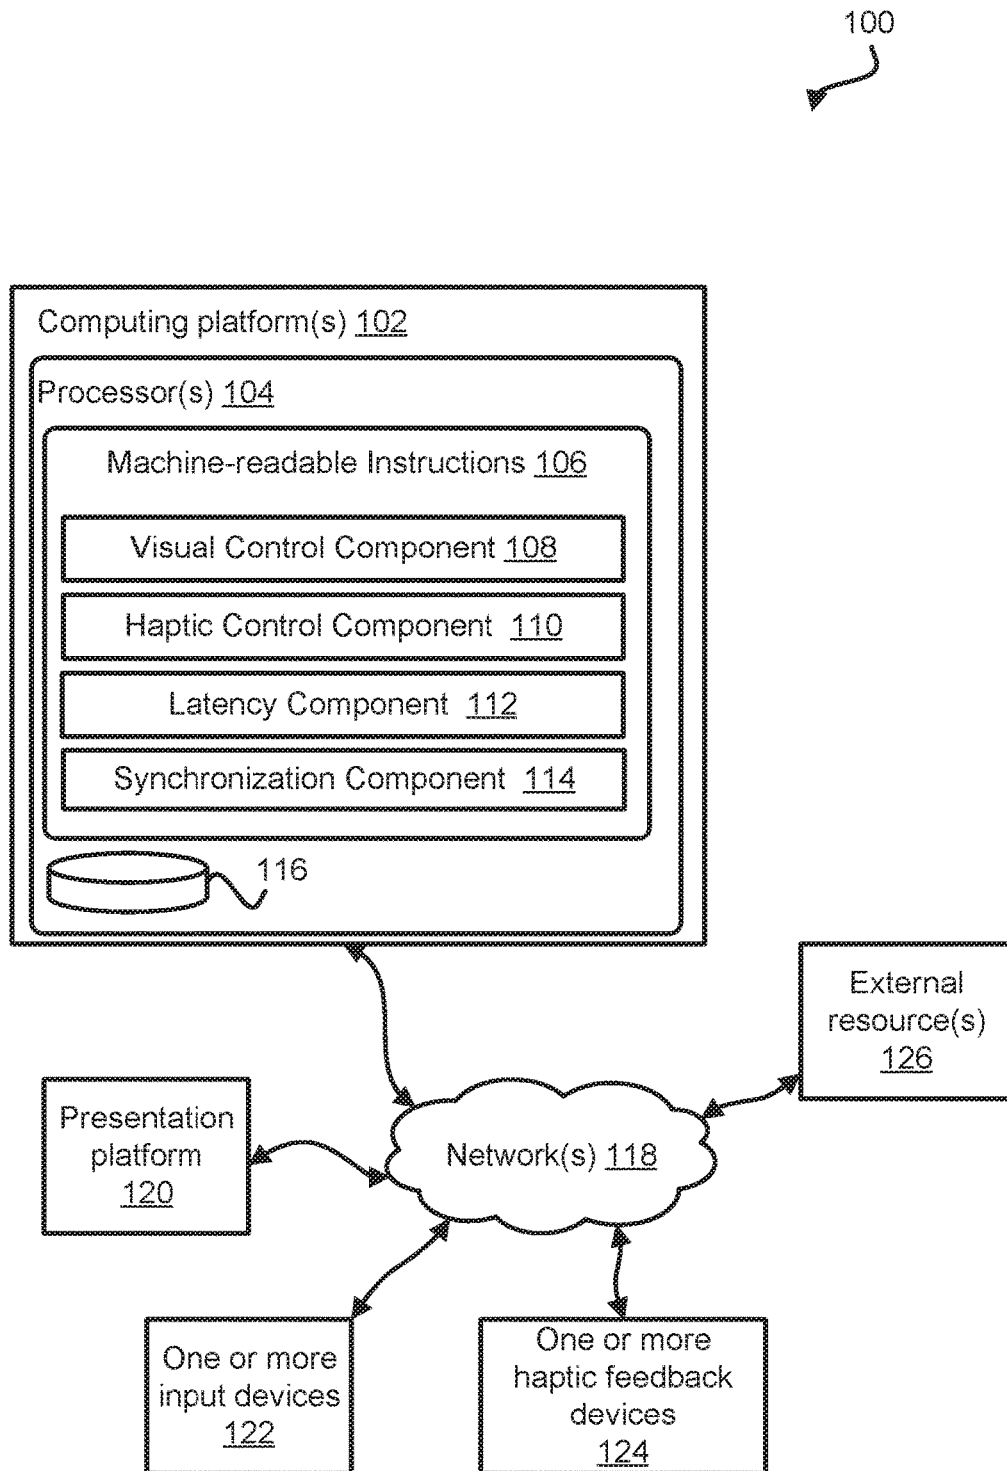 100
Computing platform(s) 102
Processor(s) 104
Machine-readable Instructions 106
Visual Control Component 108
Haptic Control Component 110
Latency Component 112
Synchronization Component 114
116
External
resource(s)
126
Presentation
platform
120
Network(s) 118
One or more
input devices
122
One or more
haptic feedback
devices
124